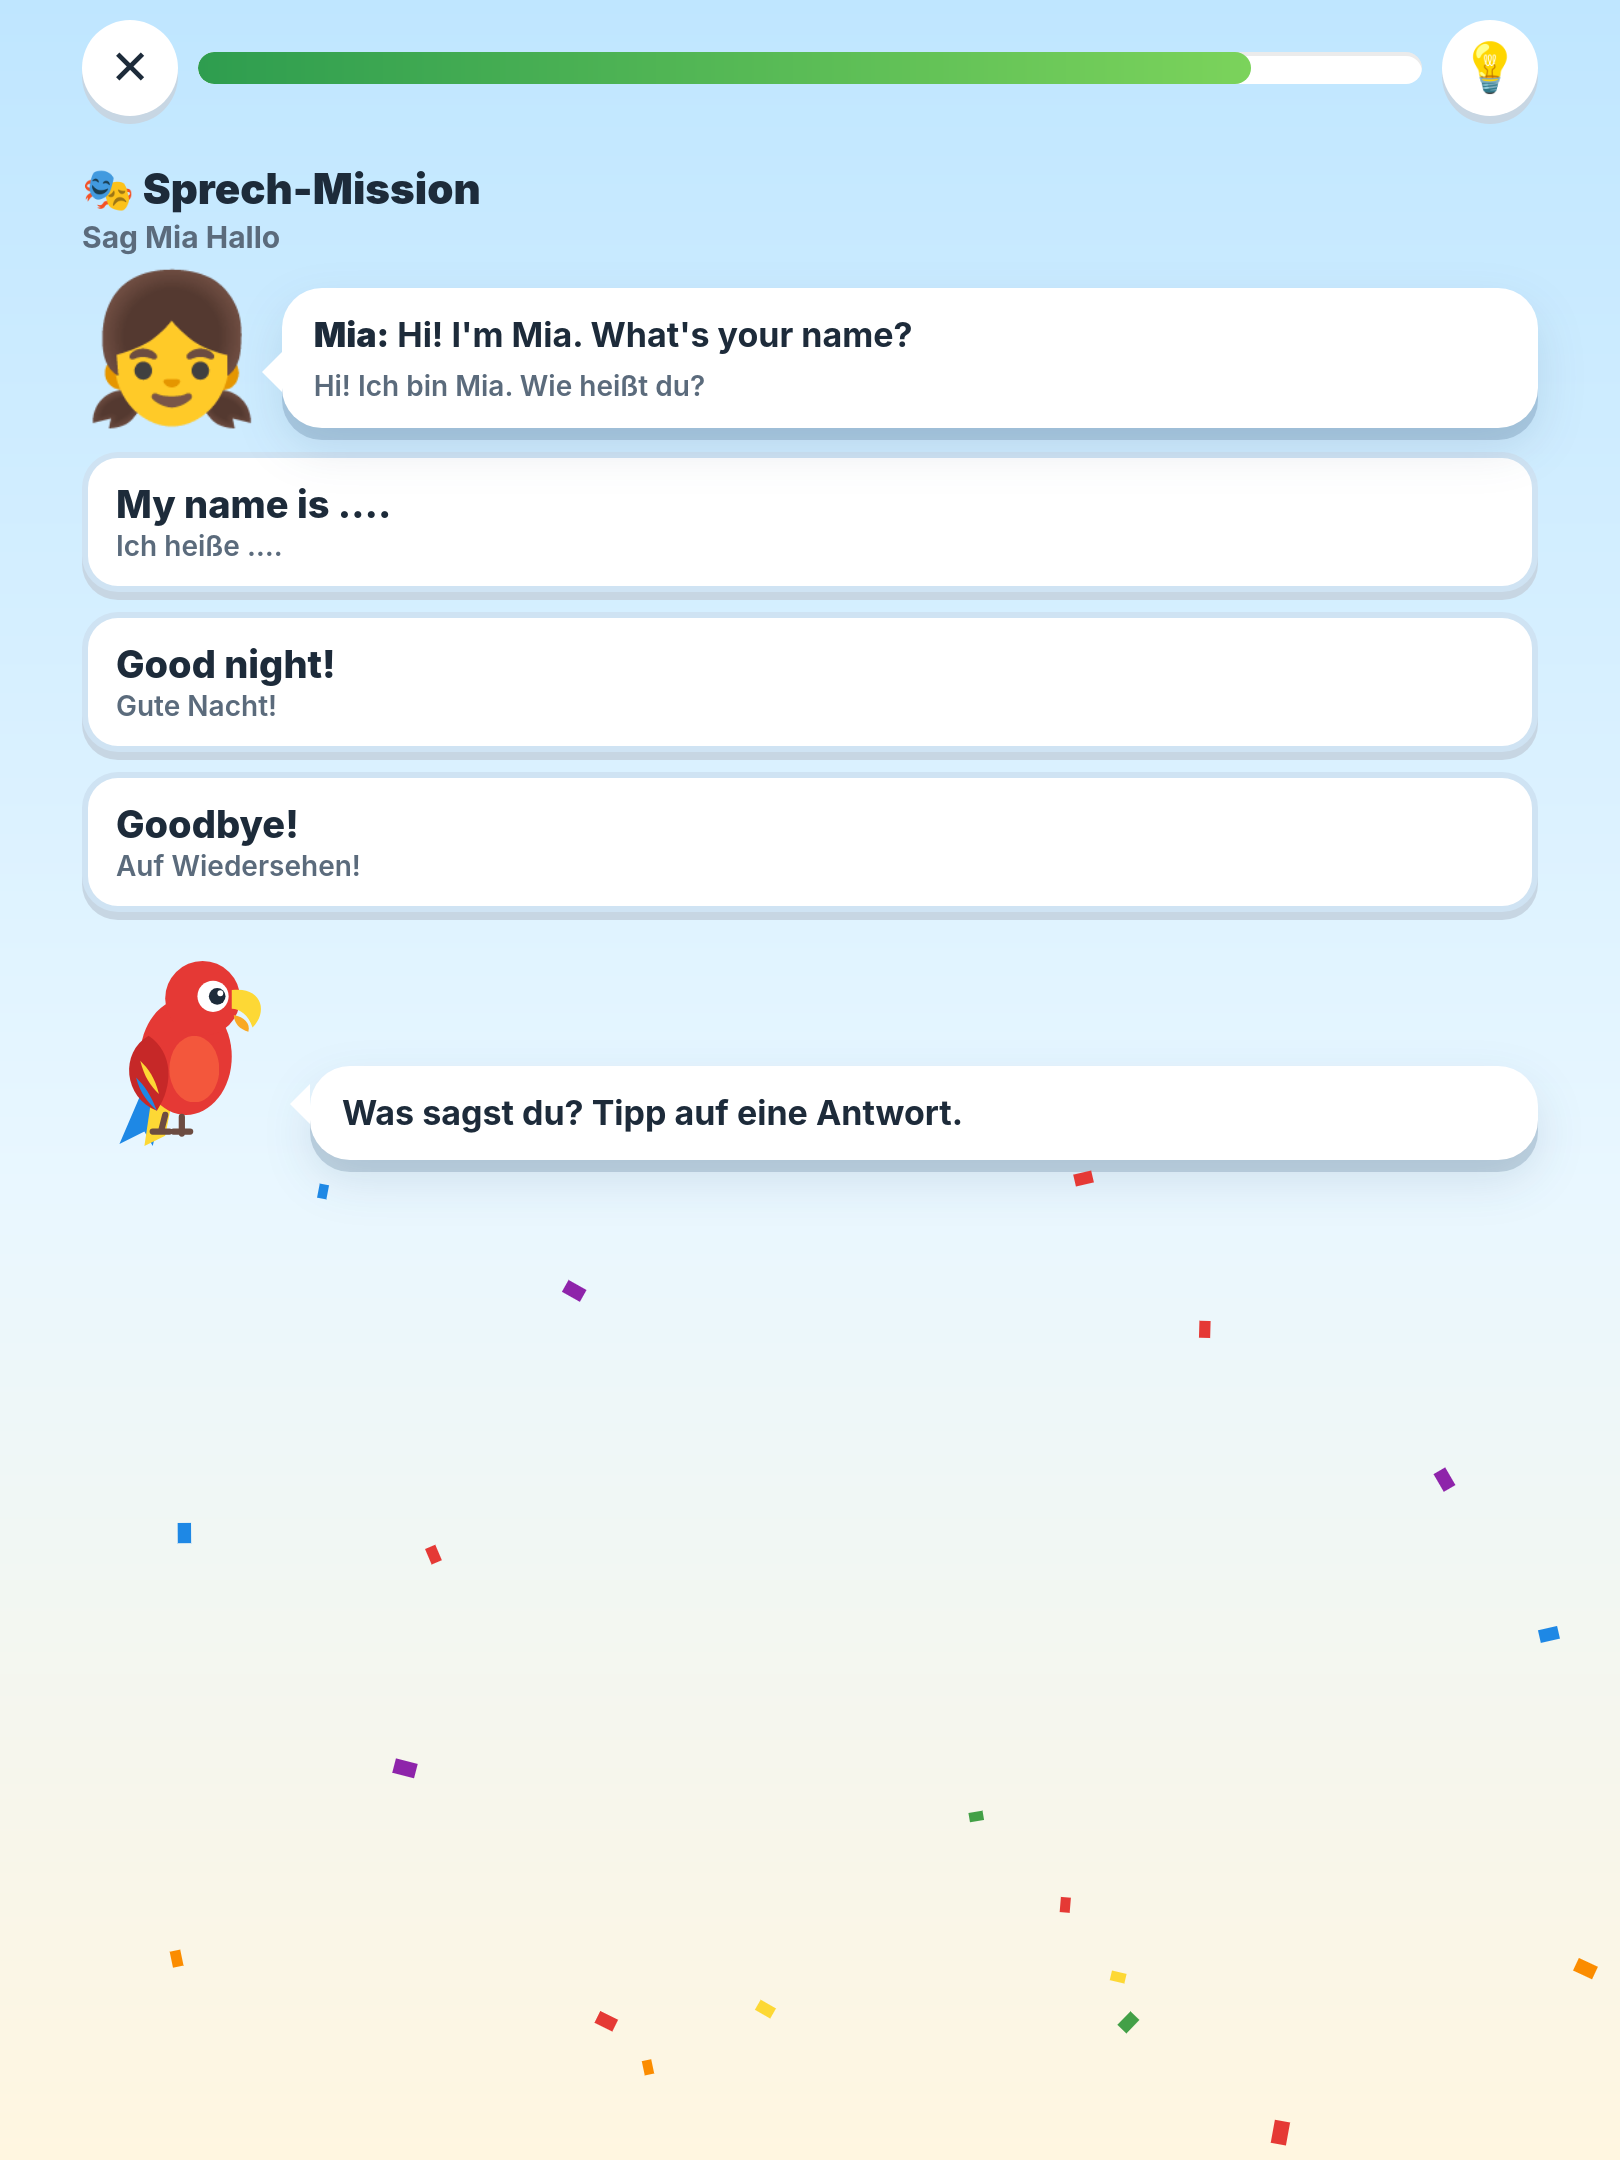 Sprech-Mission
Sag Mia Hallo
Mia: Hi! I'm Mia. What's your name?
Hi! Ich bin Mia. Wie heißt du?
My name is ....
Ich heiße ....
Good night!
Gute Nacht!
Goodbye!
Auf Wiedersehen!
Was sagst du? Tipp auf eine Antwort.